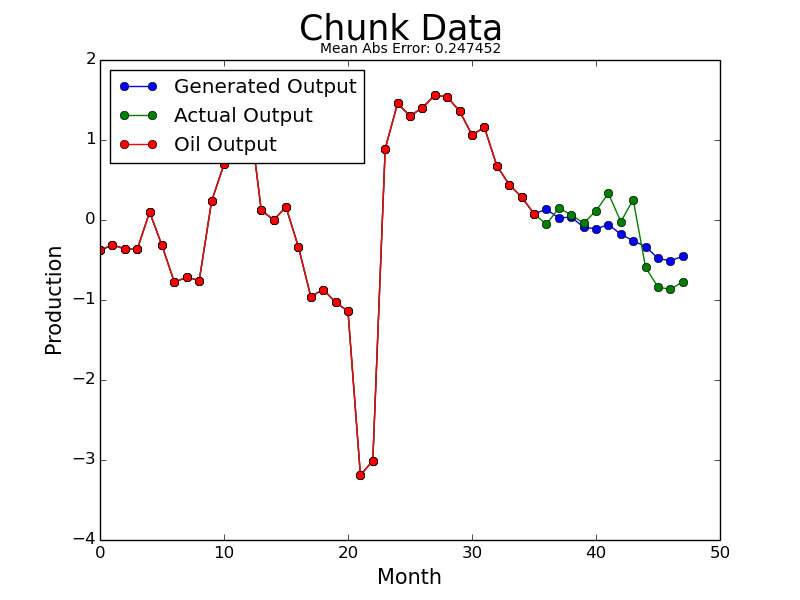 Chunk Data
Mean Abs Error: 0.247452
Generated Output
Actual Output
Oil Output
2
1
0
−1
−2
−3
−4
Production
0 10 20 30 40 50
Month